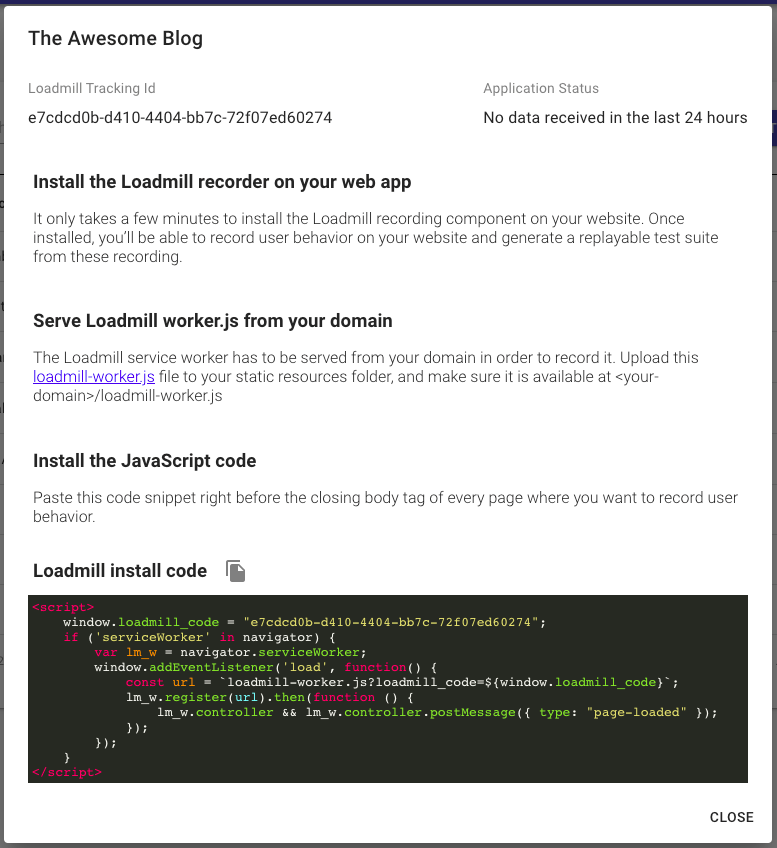 The Awesome Blog
Loadmill Tracking Id
Application Status
e7cdcd0b-d410-4404-bb7c-72f07ed60274
No data received in the last 24 hours
Install the Loadmill recorder on your web app
It only takes a few minutes to install the Loadmill recording component on your website. Once
installed, you’ll be able to record user behavior on your website and generate a replayable test suite
from these recording.
Serve Loadmill worker.js from your domain
The Loadmill service worker has to be served from your domain in order to record it. Upload this
loadmill-worker.js file to your static resources folder, and make sure it is available at <your-
domain>/loadmill-worker.js
Install the JavaScript code
Paste this code snippet right before the closing body tag of every page where you want to record user
behavior.
Loadmill install code
<script>
    window.loadmill_code = "e7cdcd0b-d410-4404-bb7c-72f07ed60274";
    if ('serviceWorker' in navigator) {
        var lm_w = navigator.serviceWorker;
        window.addEventListener('load', function() {
            const url = `loadmill-worker.js?loadmill_code=${window.loadmill_code}`;
            lm_w.register(url).then(function () {
                lm_w.controller && lm_w.controller.postMessage({ type: "page-loaded" });
            });
        });
    }
</script>
CLOSE